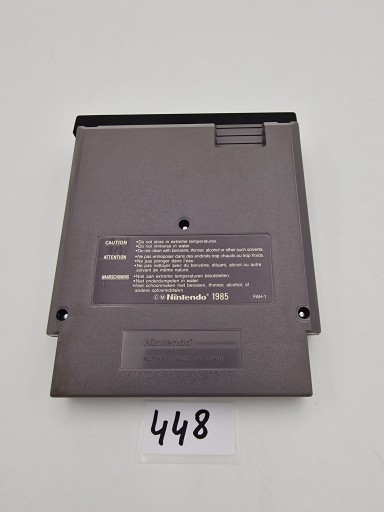 CAUTION
•Do not store in extreme temperatures.
•Do not immerse in water.
•Do not clean with benzene, thinner, alcohol or other such solvents.
ATTENTION
•Ne pas entreposer dans des endroits trop chauds ou trop froids.
•Ne pas plonger dans l'eau.
•Ne pas nettoyer avec du benzène, diluant, alcool ou autre
solvant de même nature.
WAARSCHUWING
•Niet aan extreme temperaturen blootstellen.
•Niet onderdompelen in water.
•Niet schoonmaken met benzeen, thinner, alcohol, of
andere oplosmiddelen.
©M Nintendo® 1985
FAH-1
Nintendo
448